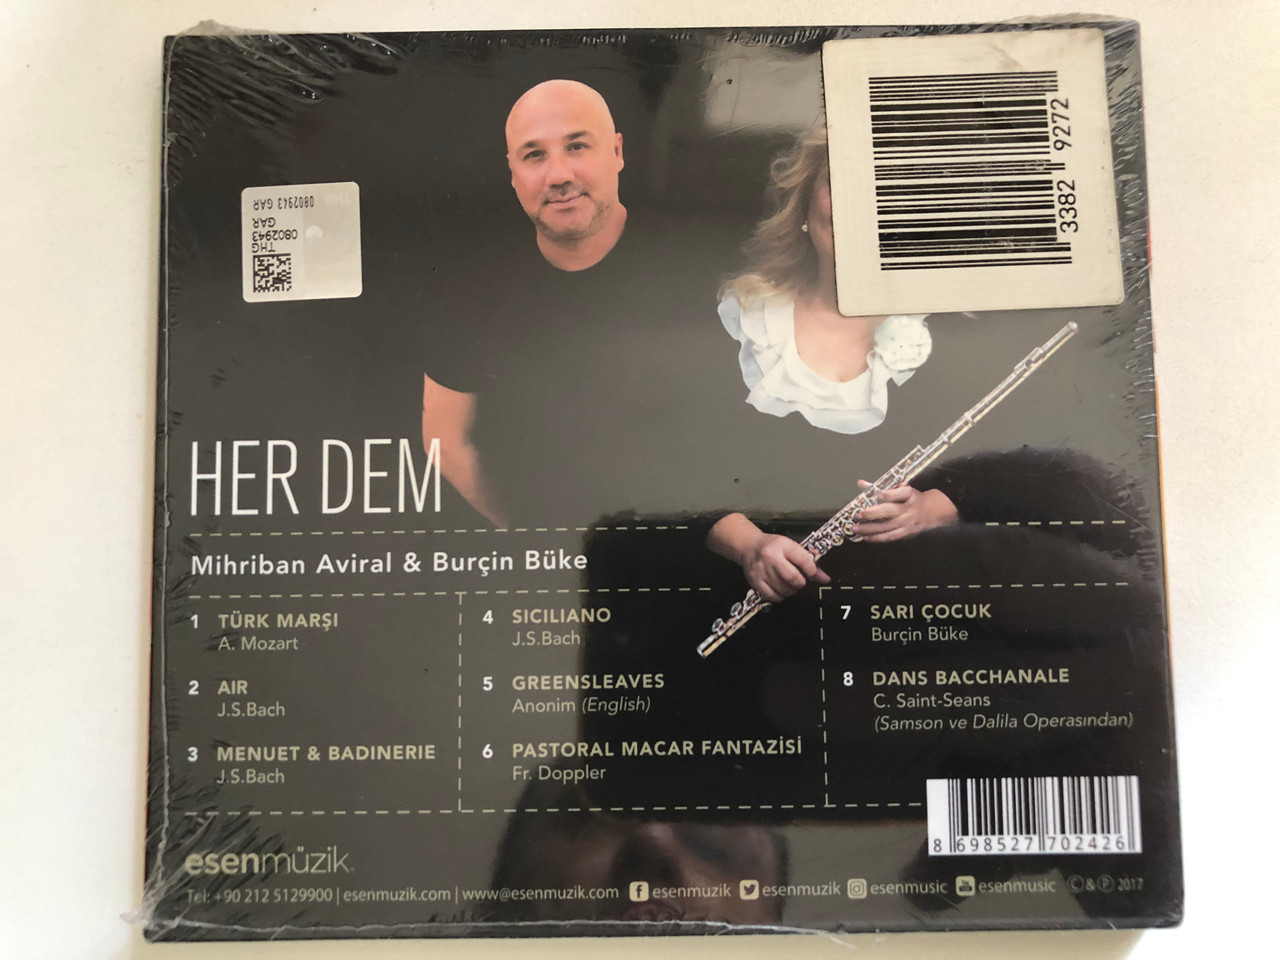 0802943 GAR
THG
0802943
GAR
3382 9272
HER DEM
Mihriban Aviral & Burçin Büke
1 TÜRK MARŞI
A. Mozart
2 AIR
J.S.Bach
3 MENUET & BADINERIE
J.S.Bach
4 SICILIANO
J.S.Bach
5 GREENSLEAVES
Anonim (English)
6 PASTORAL MACAR FANTAZİSİ
Fr. Doppler
7 SARI ÇOCUK
Burçin Büke
8 DANS BACCHANALE
C. Saint-Seans
(Samson ve Dalila Operasından)
8 698527 702426
esenmüzik
Tel: +90 212 5129900 | esenmuzik.com | www@esenmuzik.com esenmuzik esenmuzik esenmusic esenmusic ©&℗ 2017